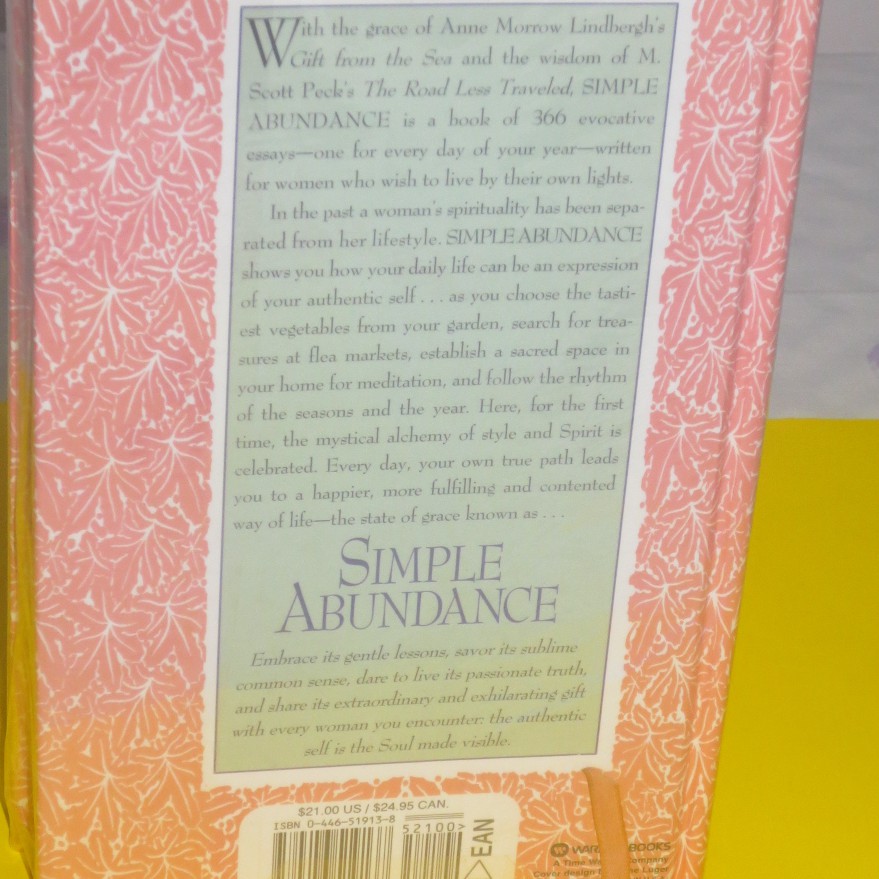 With the grace of Anne Morrow Lindbergh's
Gift from the Sea and the wisdom of M.
Scott Peck's The Road Less Traveled, SIMPLE
ABUNDANCE is a book of 366 evocative
essays—one for every day of your year—written
for women who wish to live by their own lights.
In the past a woman's spirituality has been sepa-
rated from her lifestyle. SIMPLE ABUNDANCE
shows you how your daily life can be an expression
of your authentic self . . . as you choose the tasti-
est vegetables from your garden, search for trea-
sures at flea markets, establish a sacred space in
your home for meditation, and follow the rhythm
of the seasons and the year. Here, for the first
time, the mystical alchemy of style and Spirit is
celebrated. Every day, your own true path leads
you to a happier, more fulfilling and contented
way of life—the state of grace known as . . .
SIMPLE
ABUNDANCE
Embrace its gentle lessons, savor its sublime
common sense, dare to live its passionate truth,
and share its extraordinary and exhilarating gift
with every woman you encounter: the authentic
self is the Soul made visible.
$21.00 US / $24.95 CAN.
ISBN 0-446-51913-8
52100>
EAN
BOOKS
A Time Company
Cover design Luger